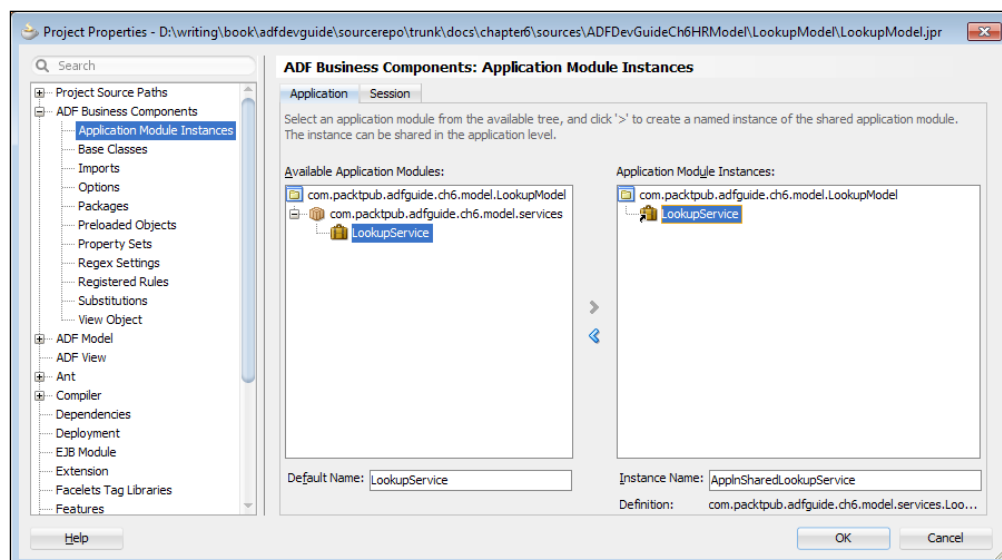 Project Properties - D:\writing\book\adfdevguide\sourcerepo\trunk\docs\chapter6\sources\ADFDevGuideCh6HRModel\LookupModel\LookupModel.jpr
Search
Project Source Paths
ADF Business Components
Application Module Instances
Base Classes
Imports
Options
Packages
Preloaded Objects
Property Sets
Regex Settings
Registered Rules
Substitutions
View Object
ADF Model
ADF View
Ant
Compiler
Dependencies
Deployment
EJB Module
Extension
Facelets Tag Libraries
Features
ADF Business Components: Application Module Instances
Application Session
Select an application module from the available tree, and click '>' to create a named instance of the shared application module.
The instance can be shared in the application level.
Available Application Modules:
com.packtpub.adfguide.ch6.model.LookupModel
com.packtpub.adfguide.ch6.model.services
LookupService
Default Name: LookupService
Application Module Instances:
com.packtpub.adfguide.ch6.model.LookupModel
LookupService
Instance Name: ApplnSharedLookupService
Definition: com.packtpub.adfguide.ch6.model.services.Loo...
Help
OK
Cancel